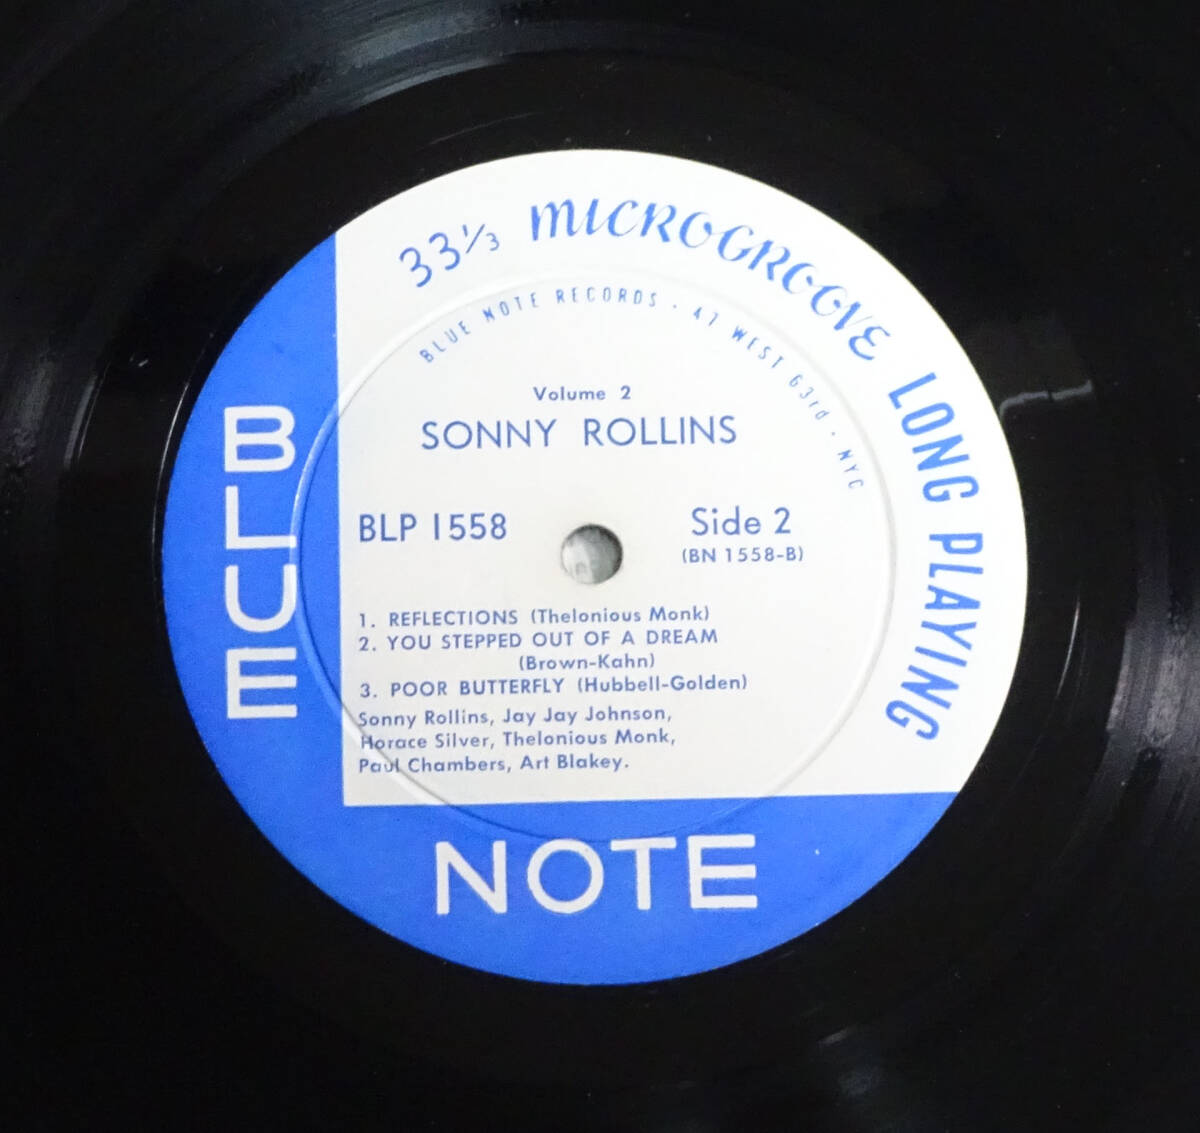 33⅓ MICROGROOVE LONG PLAYING
BLUE NOTE RECORDS · 47 WEST 63rd · NYC
Volume 2
SONNY ROLLINS
BLP 1558
Side 2
(BN 1558-B)
1. REFLECTIONS (Thelonious Monk)
2. YOU STEPPED OUT OF A DREAM
(Brown-Kahn)
3. POOR BUTTERFLY (Hubbell-Golden)
Sonny Rollins, Jay Jay Johnson,
Horace Silver, Thelonious Monk,
Paul Chambers, Art Blakey.
BLUE
NOTE